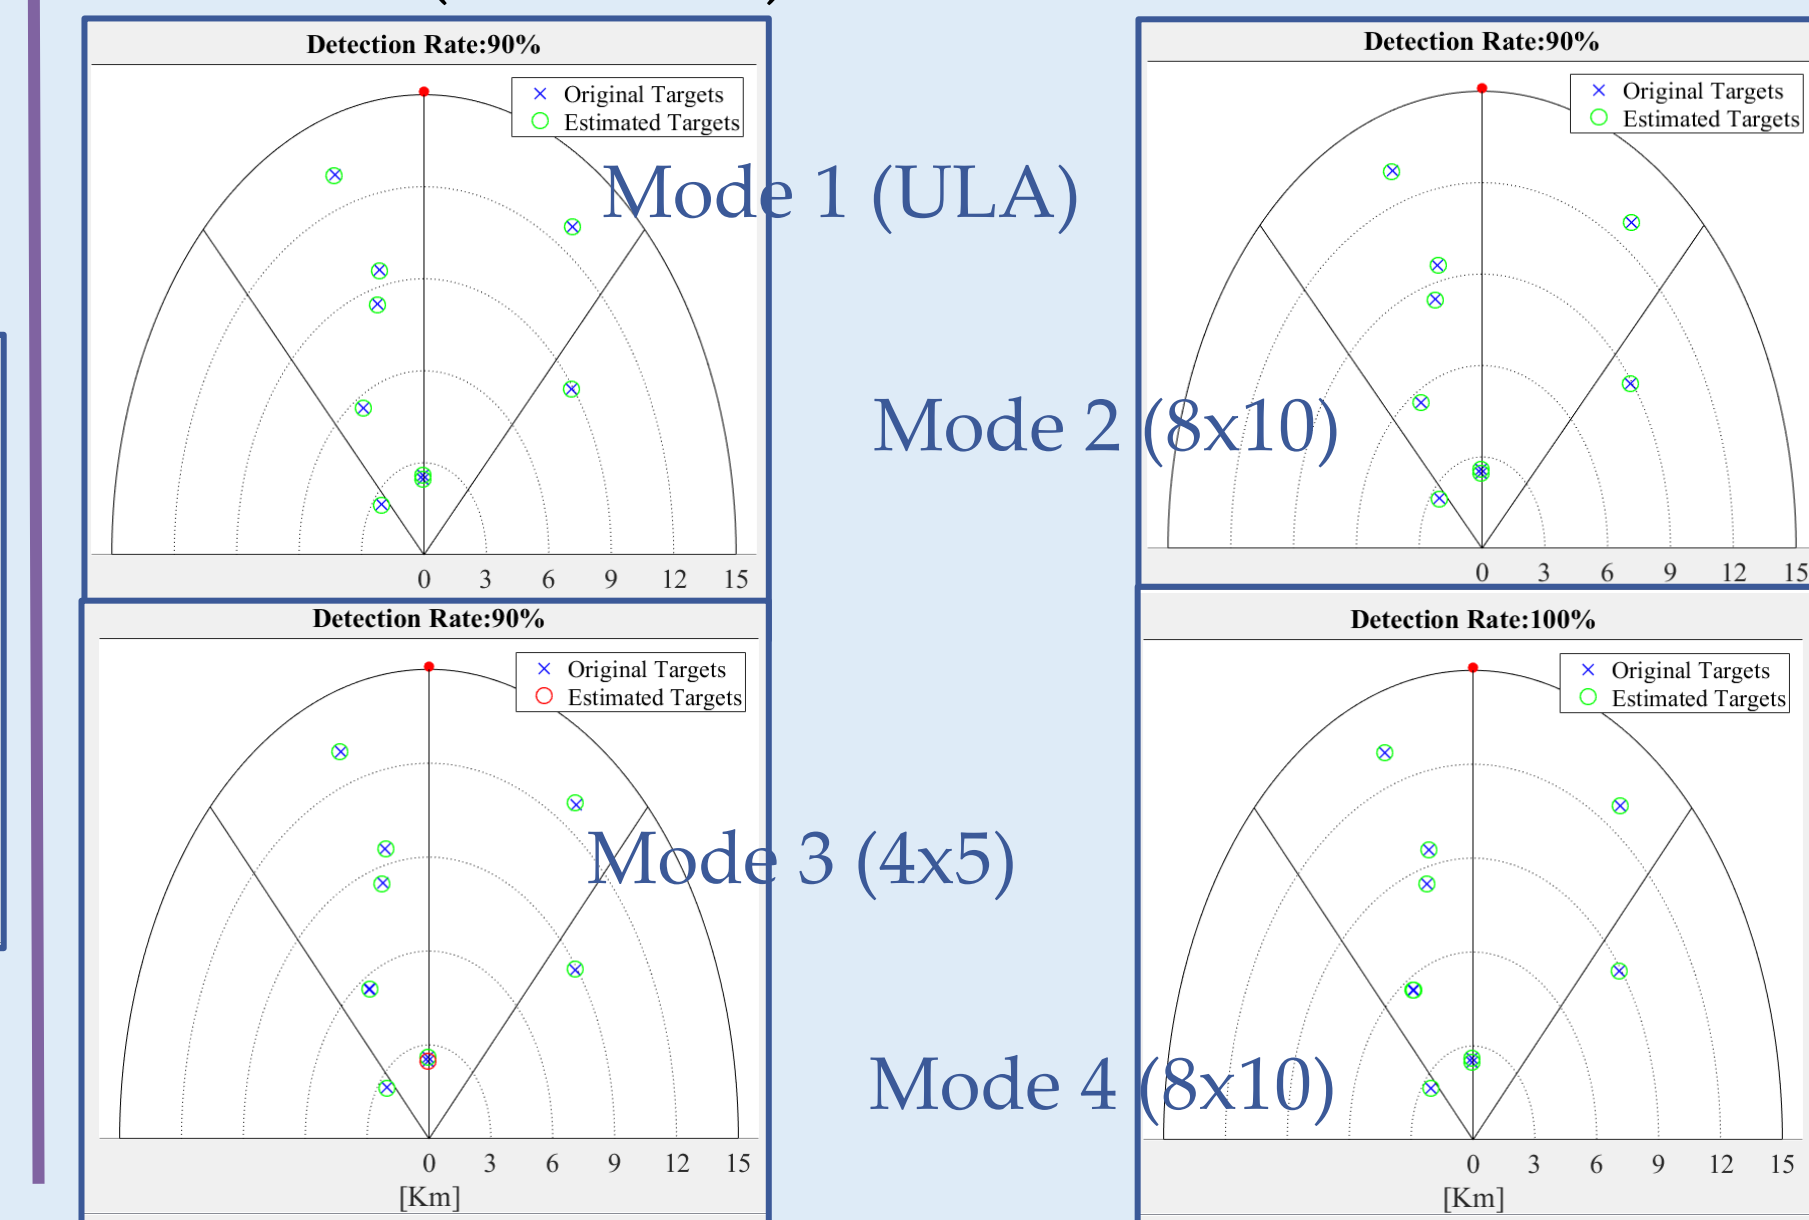 Detection Rate:90%
Original Targets
Estimated Targets
0 3 6 9 12 15
Detection Rate:90%
Original Targets
Estimated Targets
0 3 6 9 12 15
Mode 1 (ULA)
Mode 2 (8x10)
Detection Rate:90%
Original Targets
Estimated Targets
0 3 6 9 12 15
[Km]
Detection Rate:100%
Original Targets
Estimated Targets
0 3 6 9 12 15
[Km]
Mode 3 (4x5)
Mode 4 (8x10)